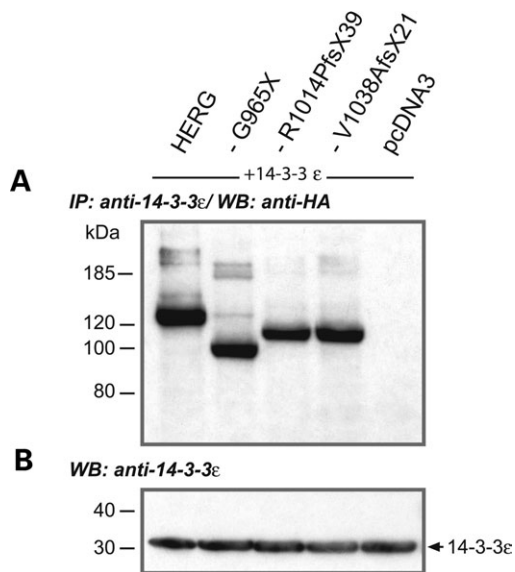 HERG
- G965X
- R1014PfsX39
- V1038AfsX21
pcDNA3
+14-3-3 ε
A
IP: anti-14-3-3ε/ WB: anti-HA
kDa
185
120
100
80
B
WB: anti-14-3-3ε
40
30
14-3-3ε